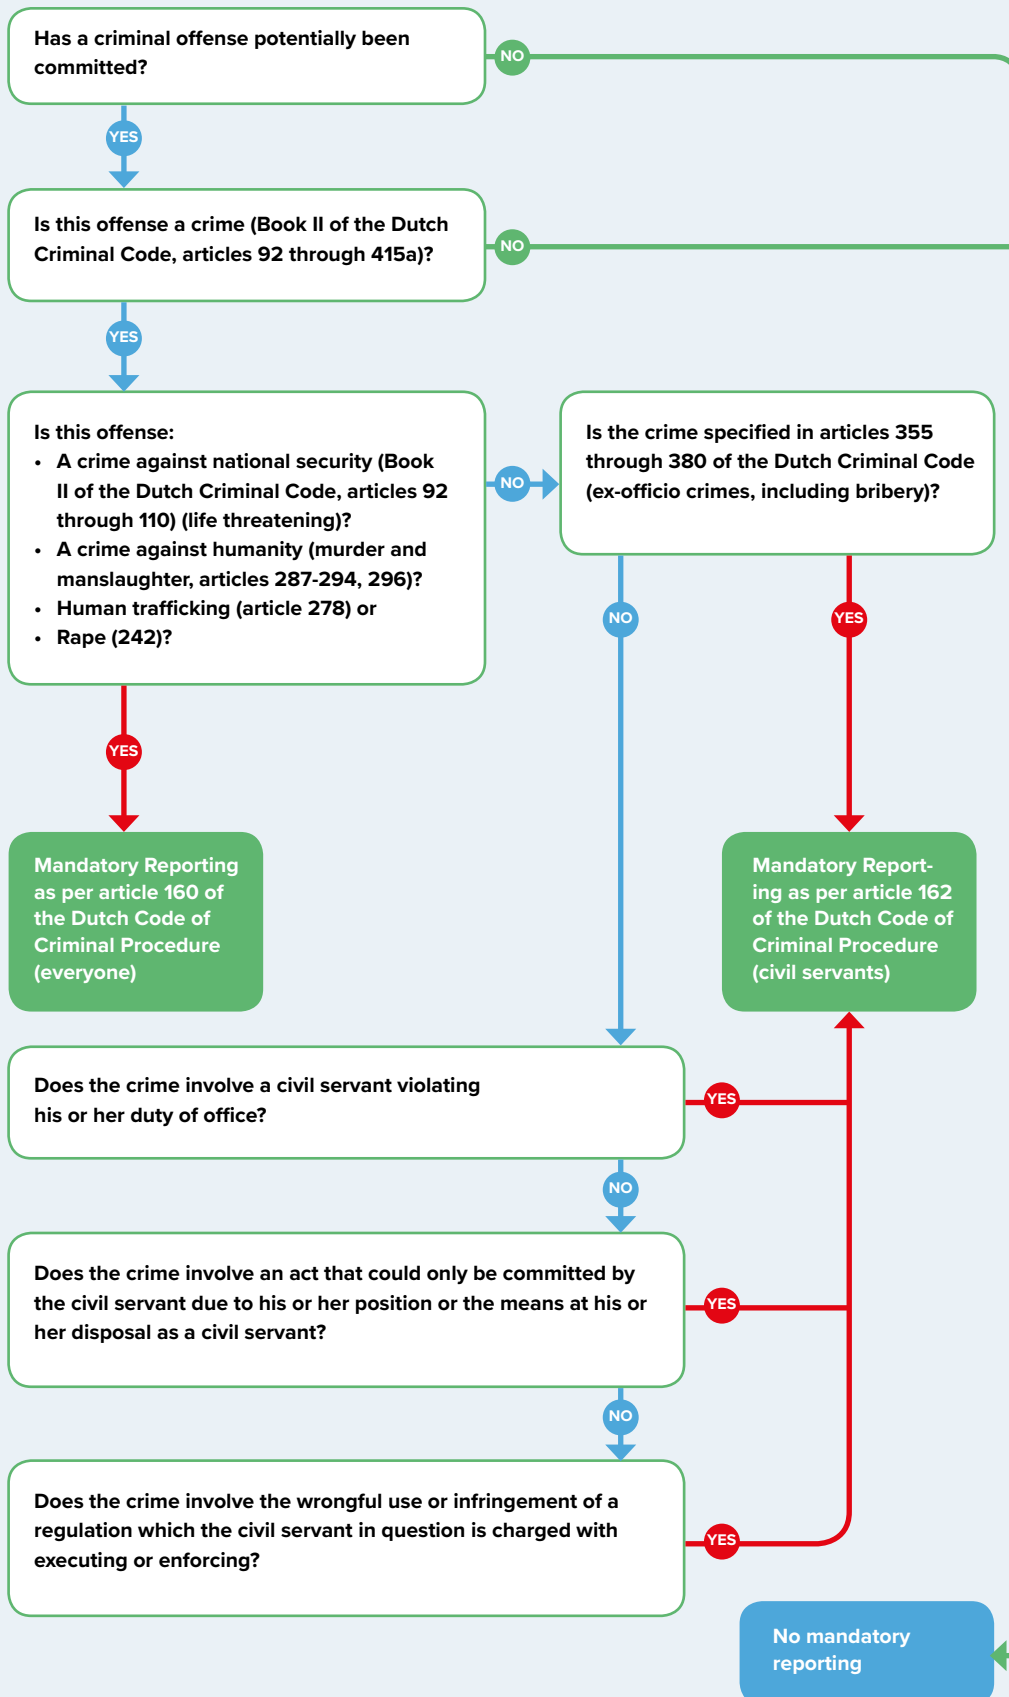 Has a criminal offense potentially been
committed?
NO
YES
Is this offense a crime (Book II of the Dutch
Criminal Code, articles 92 through 415a)?
NO
YES
Is this offense:
• A crime against national security (Book
II of the Dutch Criminal Code, articles 92
through 110) (life threatening)?
• A crime against humanity (murder and
manslaughter, articles 287-294, 296)?
• Human trafficking (article 278) or
• Rape (242)?
NO
Is the crime specified in articles 355
through 380 of the Dutch Criminal Code
(ex-officio crimes, including bribery)?
NO
YES
YES
Mandatory Reporting
as per article 160 of
the Dutch Code of
Criminal Procedure
(everyone)
Mandatory Report-
ing as per article 162
of the Dutch Code of
Criminal Procedure
(civil servants)
Does the crime involve a civil servant violating
his or her duty of office?
YES
NO
Does the crime involve an act that could only be committed by
the civil servant due to his or her position or the means at his or
her disposal as a civil servant?
YES
NO
Does the crime involve the wrongful use or infringement of a
regulation which the civil servant in question is charged with
executing or enforcing?
YES
No mandatory
reporting